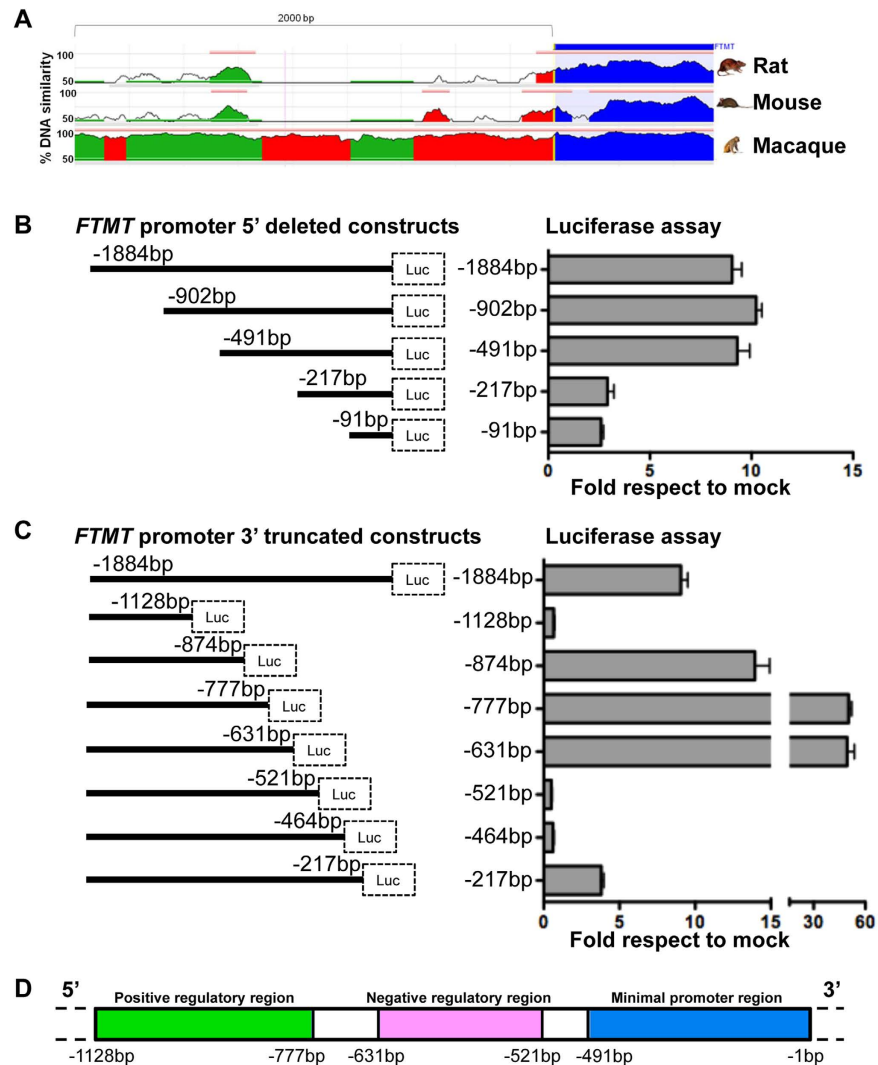 A
2000 bp
FTMT
100
50
Rat
100
50
Mouse
100
50
Macaque
% DNA similarity
B
FTMT promoter 5’ deleted constructs
Luciferase assay
-1884bp
Luc
-902bp
Luc
-491bp
Luc
-217bp
Luc
-91bp
Luc
-1884bp
-902bp
-491bp
-217bp
-91bp
0 5 10 15
Fold respect to mock
C
FTMT promoter 3’ truncated constructs
Luciferase assay
-1884bp
Luc
-1128bp
Luc
-874bp
Luc
-777bp
Luc
-631bp
Luc
-521bp
Luc
-464bp
Luc
-217bp
Luc
-1884bp
-1128bp
-874bp
-777bp
-631bp
-521bp
-464bp
-217bp
0 5 10 15 30 60
Fold respect to mock
D
5’ 3’
Positive regulatory region Negative regulatory region Minimal promoter region
-1128bp -777bp -631bp -521bp -491bp -1bp